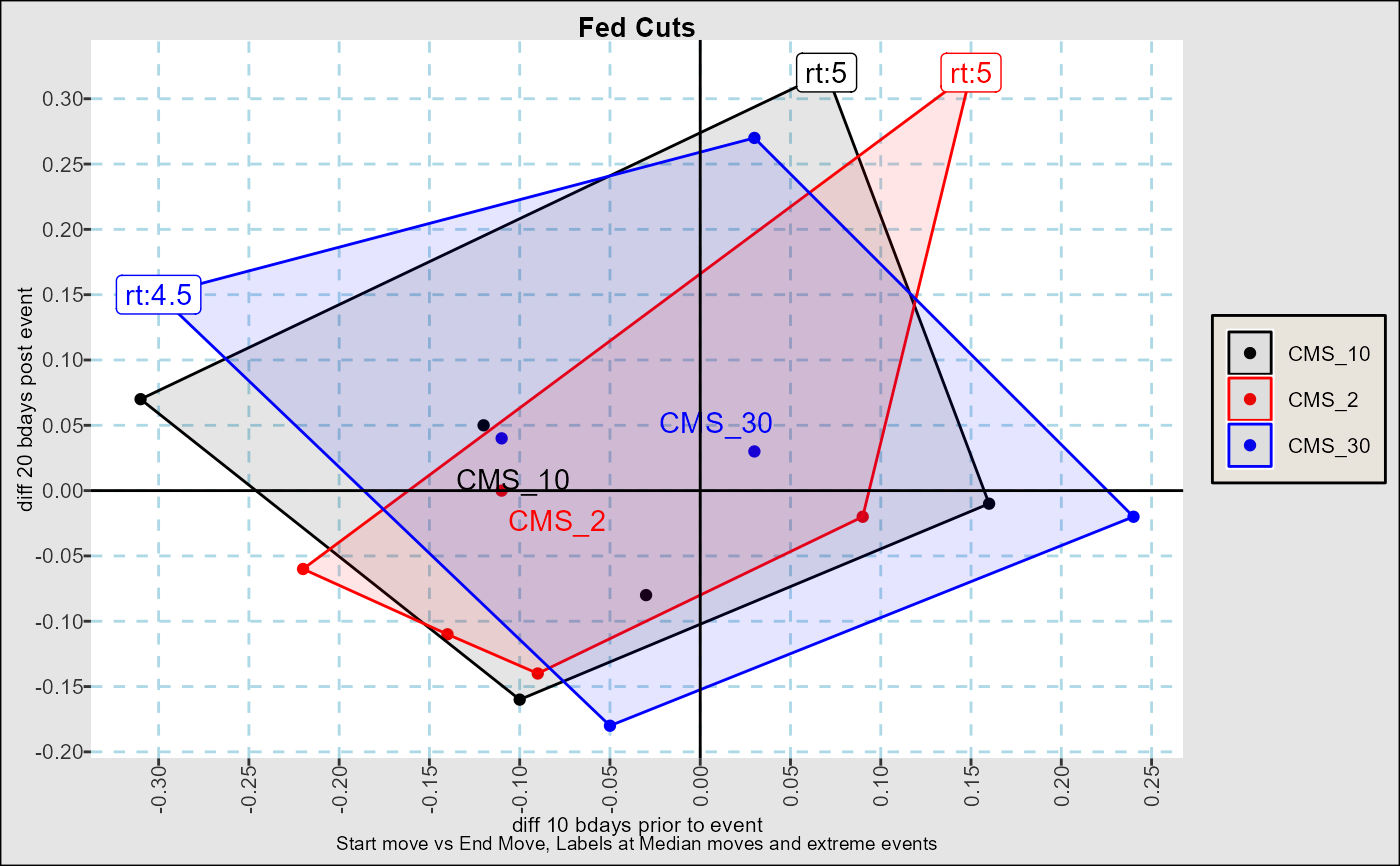 Fed Cuts
rt:5
rt:5
0.30
0.25
0.20
rt:4.5
0.15
0.10
0.05
0.00
-0.05
-0.10
-0.15
-0.20
diff 20 bdays post event
CMS_30
CMS_10
CMS_2
CMS_10
CMS_2
CMS_30
-0.30
-0.25
-0.20
-0.15
-0.10
-0.05
0.00
0.05
0.10
0.15
0.20
0.25
diff 10 bdays prior to event
Start move vs End Move, Labels at Median moves and extreme events